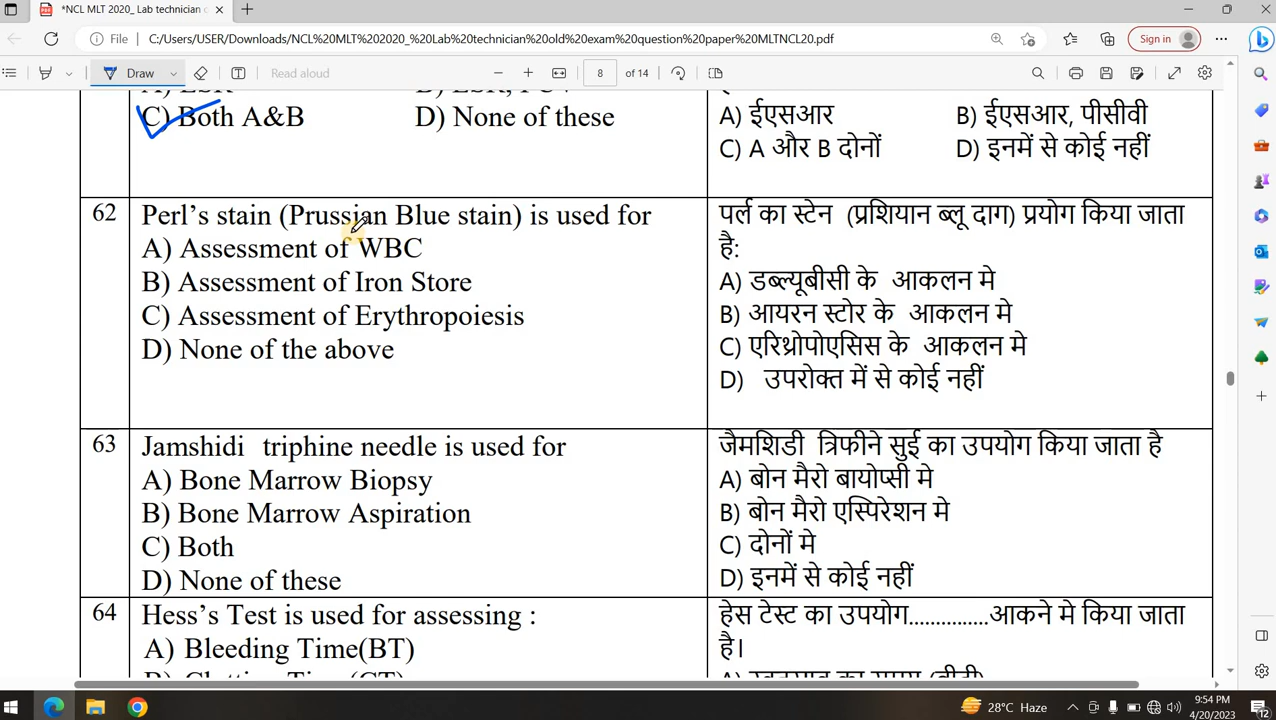 *NCL MLT 2020_ Lab technician
File
C:/Users/USER/Downloads/NCL%20MLT%202020_%20Lab%20technician%20old%20exam%20question%20paper%20MLTNCL20.pdf
Sign in
Draw
Read aloud
8
of 14
C) Both A&B D) None of these
A) ईएसआर B) ईएसआर, पीसीवी
C) A और B दोनों D) इनमें से कोई नहीं
62
Perl's stain (Prussian Blue stain) is used for
A) Assessment of WBC
B) Assessment of Iron Store
C) Assessment of Erythropoiesis
D) None of the above
पर्ल का स्टेन (प्रशियान ब्लू दाग) प्रयोग किया जाता
है:
A) डब्ल्यूबीसी के आकलन मे
B) आयरन स्टोर के आकलन मे
C) एरिथ्रोपोएसिस के आकलन मे
D) उपरोक्त में से कोई नहीं
63
Jamshidi triphine needle is used for
A) Bone Marrow Biopsy
B) Bone Marrow Aspiration
C) Both
D) None of these
जैमशिडी त्रिफीने सुई का उपयोग किया जाता है
A) बोन मैरो बायोप्सी मे
B) बोन मैरो एस्पिरेशन मे
C) दोनों मे
D) इनमें से कोई नहीं
64
Hess's Test is used for assessing :
A) Bleeding Time(BT)
हेस टेस्ट का उपयोग...............आकने मे किया जाता
है।
28°C Haze
9:54 PM
4/20/2023
12